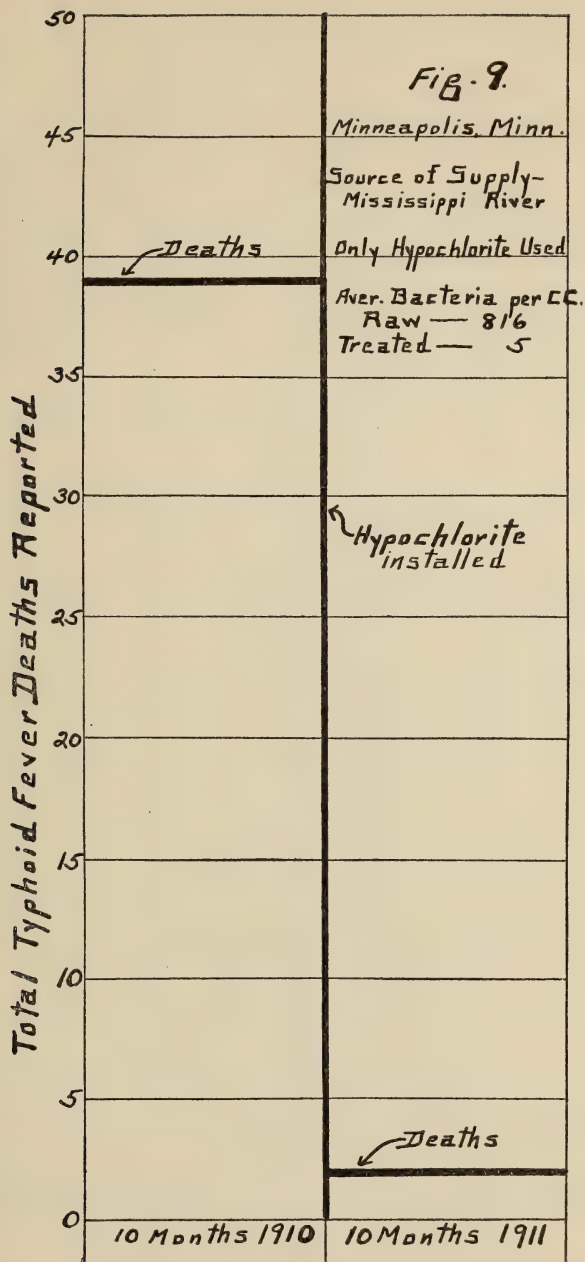 Fig. 9.
Minneapolis, Minn.
Source of Supply-
Mississippi River
Only Hypochlorite Used
Aver. Bacteria per CC.
Raw — 816
Treated — 5
Total Typhoid Fever Deaths Reported
50
45
40
35
30
25
20
15
10
5
0
Deaths
Hypochlorite
installed
Deaths
10 Months 1910
10 Months 1911